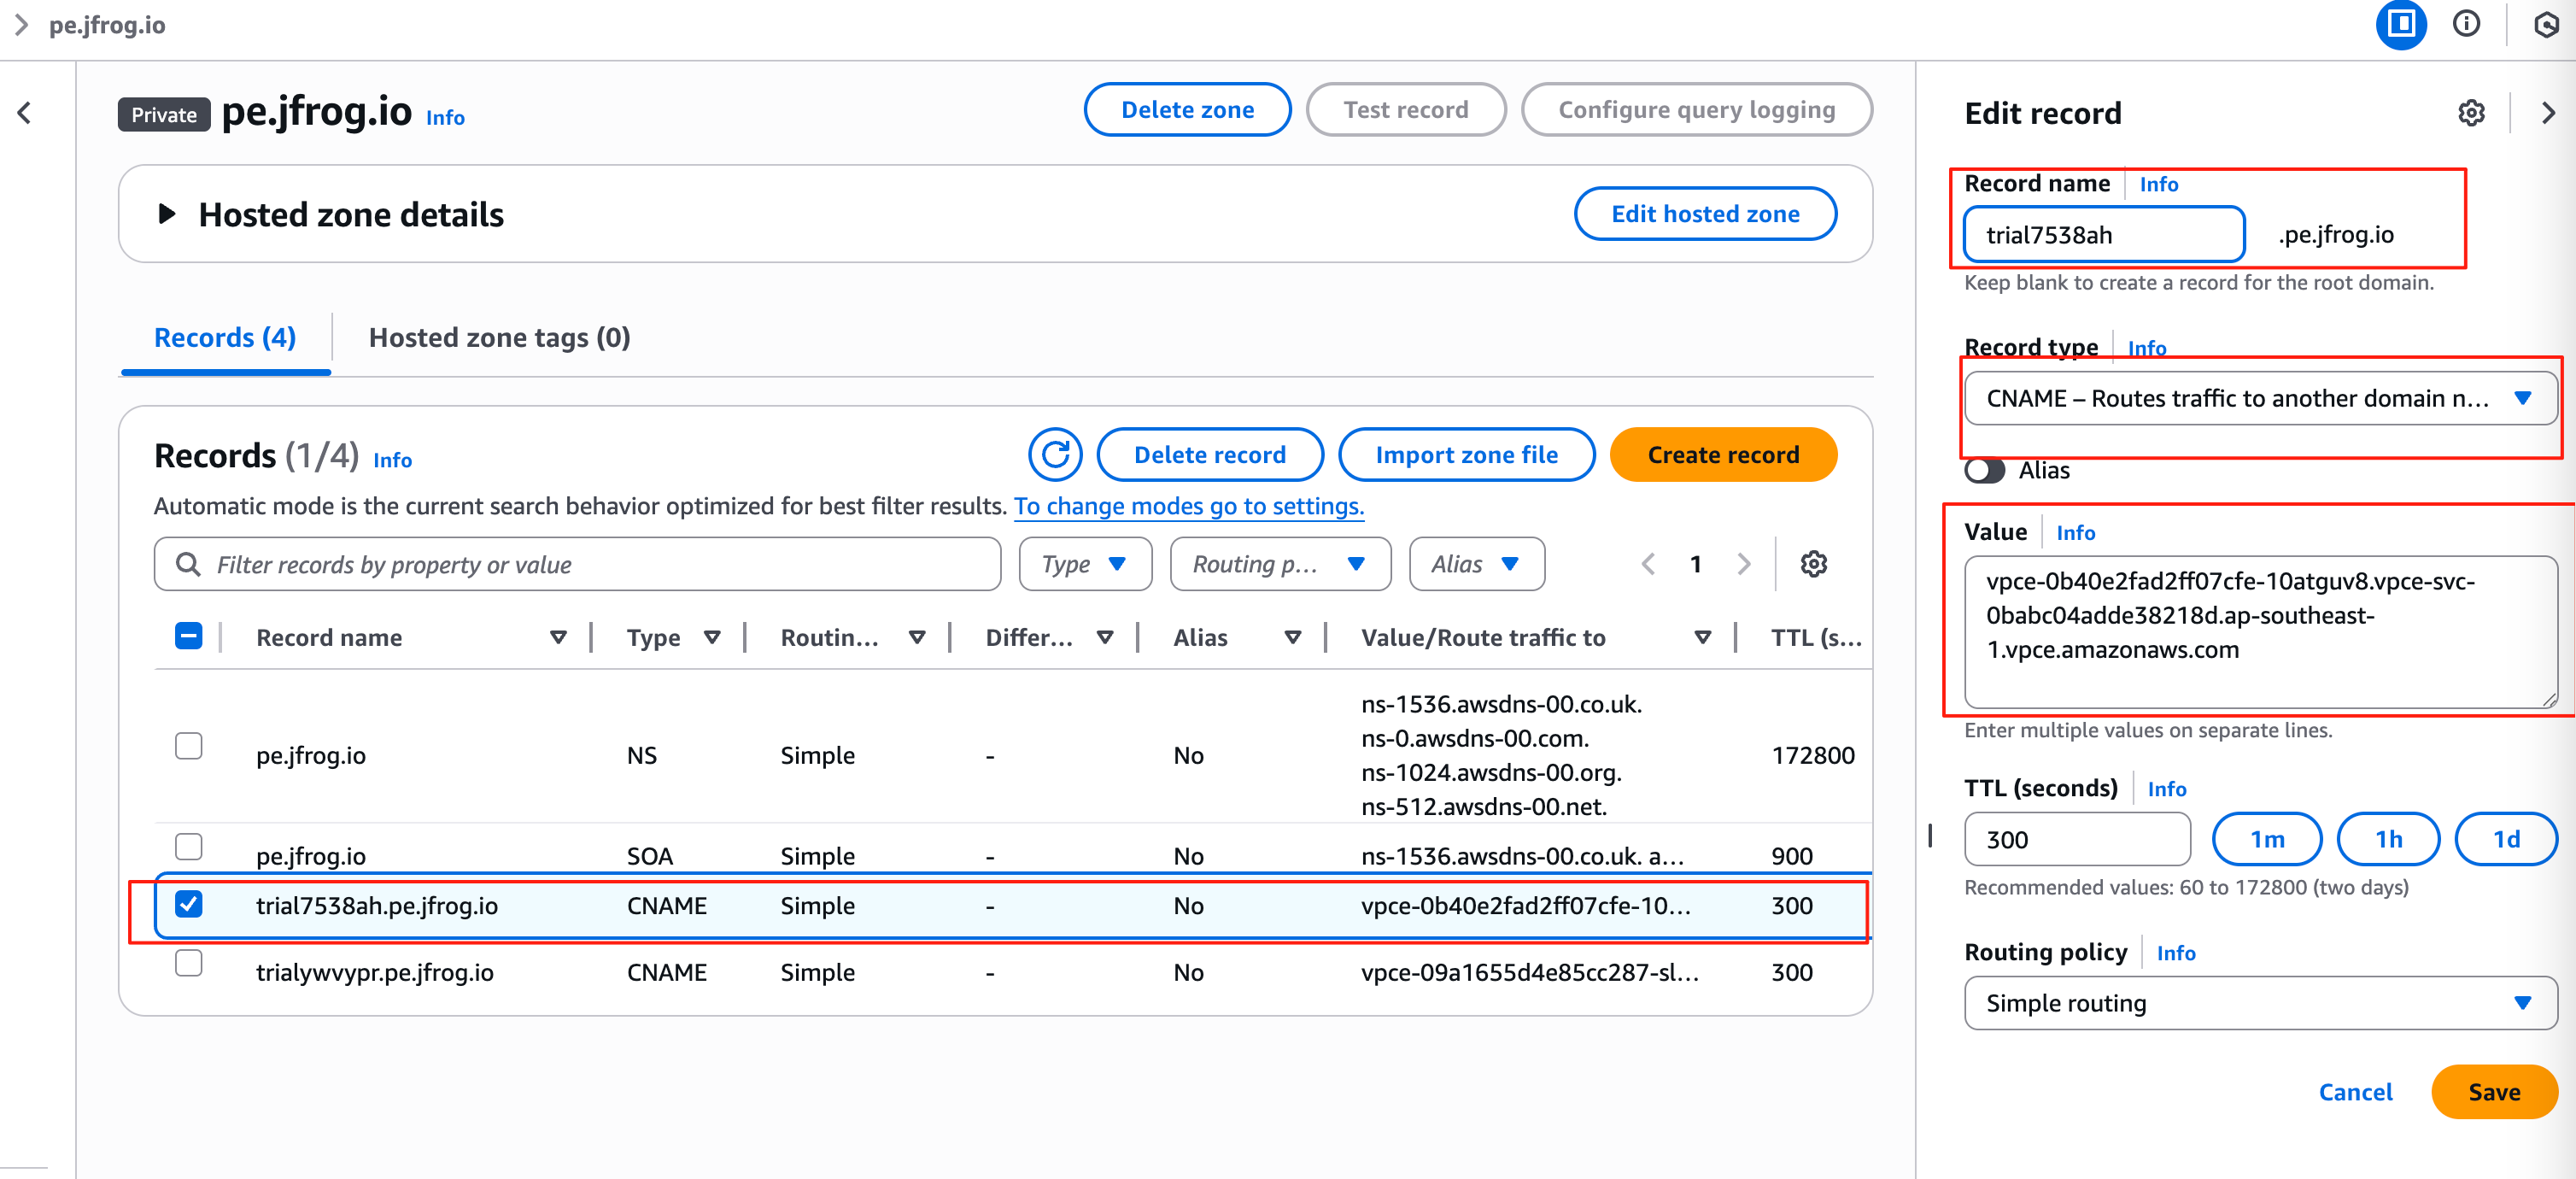 pe.jfrog.io
Private pe.jfrog.io Info
Delete zone
Test record
Configure query logging
Hosted zone details
Edit hosted zone
Records (4)
Hosted zone tags (0)
Records (1/4) Info
Delete record
Import zone file
Create record
Automatic mode is the current search behavior optimized for best filter results. To change modes go to settings.
Filter records by property or value
Type
Routing p...
Alias
1
Record name Type Routin... Differ... Alias Value/Route traffic to TTL (s...
ns-1536.awsdns-00.co.uk.
ns-0.awsdns-00.com.
pe.jfrog.io NS Simple - No 172800
ns-1024.awsdns-00.org.
ns-512.awsdns-00.net.
pe.jfrog.io SOA Simple - No ns-1536.awsdns-00.co.uk. a... 900
trial7538ah.pe.jfrog.io CNAME Simple - No vpce-0b40e2fad2ff07cfe-10... 300
trialywvypr.pe.jfrog.io CNAME Simple - No vpce-09a1655d4e85cc287-sl... 300
Edit record
Record name Info
trial7538ah .pe.jfrog.io
Keep blank to create a record for the root domain.
Record type Info
CNAME – Routes traffic to another domain n...
Alias
Value Info
vpce-0b40e2fad2ff07cfe-10atguv8.vpce-svc-
0babc04adde38218d.ap-southeast-
1.vpce.amazonaws.com
Enter multiple values on separate lines.
TTL (seconds) Info
300 1m 1h 1d
Recommended values: 60 to 172800 (two days)
Routing policy Info
Simple routing
Cancel
Save